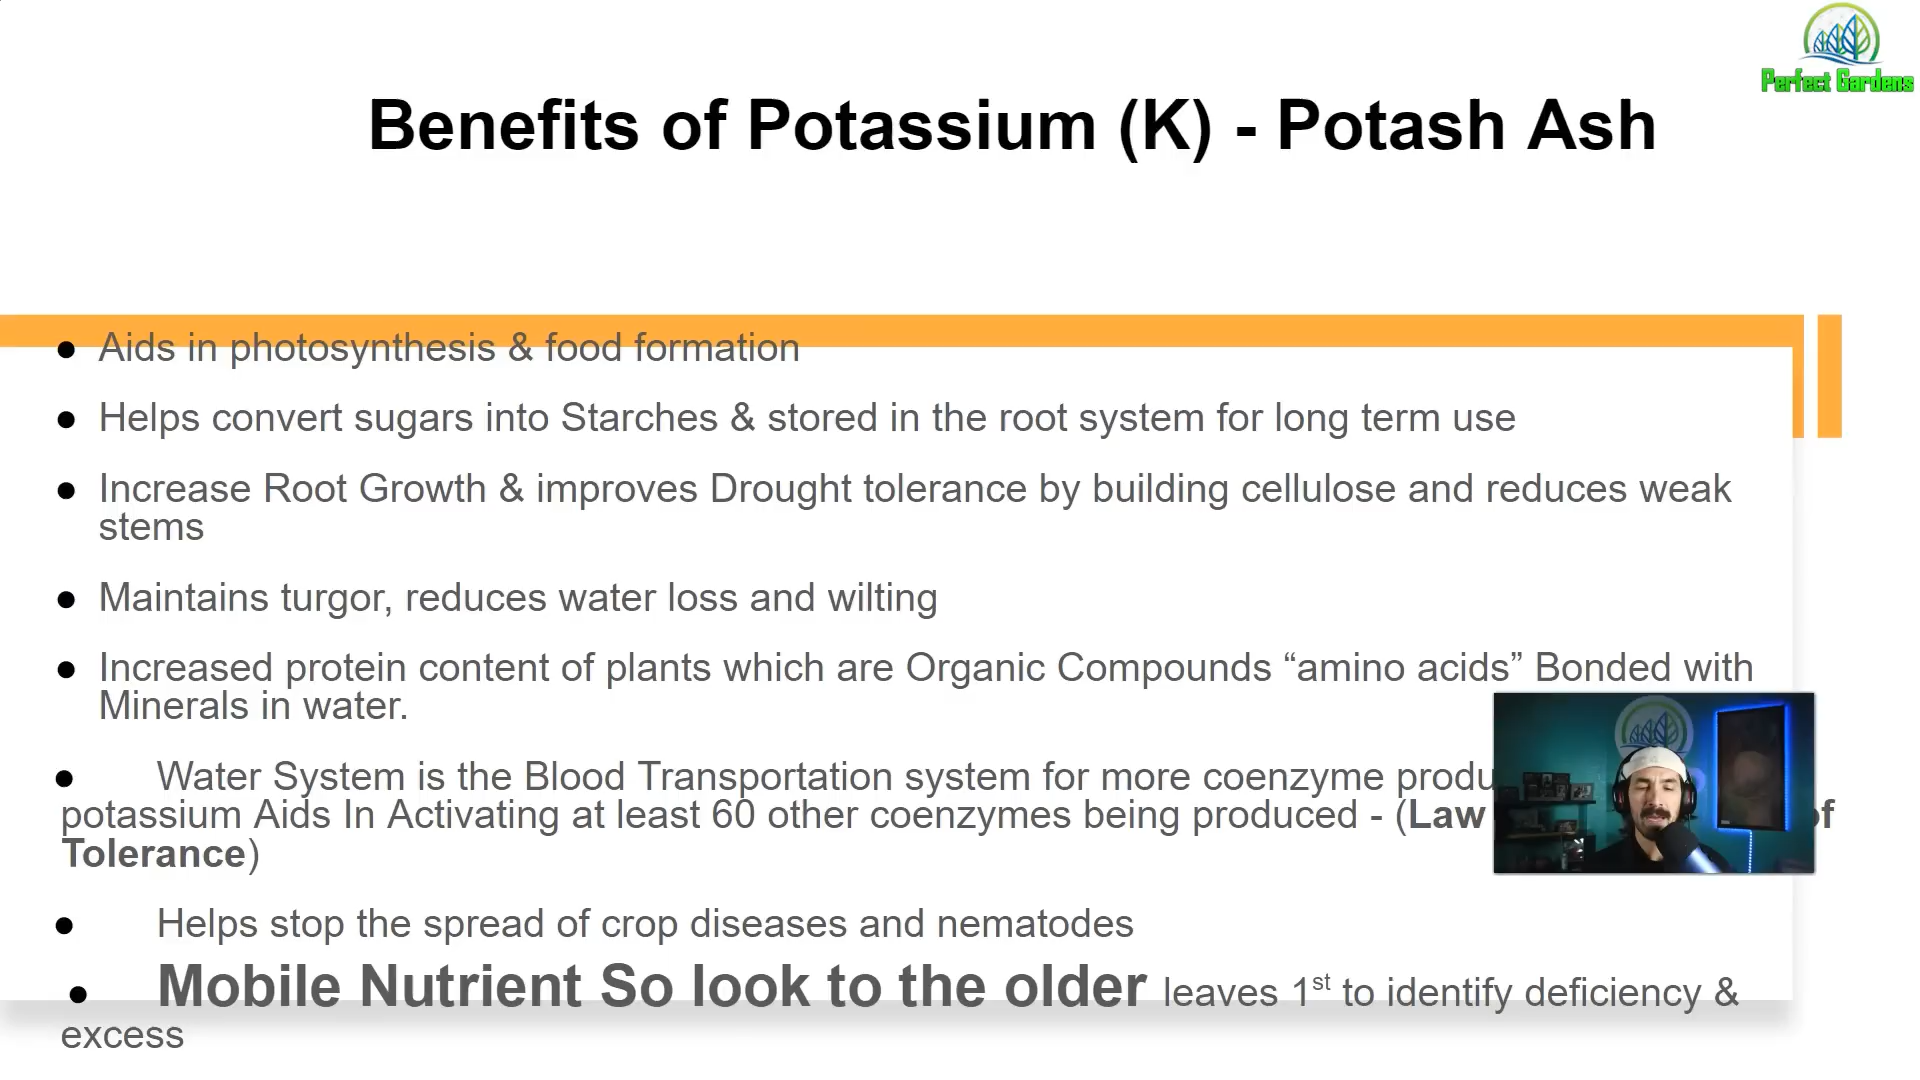 Perfect Gardens
Benefits of Potassium (K) - Potash Ash
● Aids in photosynthesis & food formation
● Helps convert sugars into Starches & stored in the root system for long term use
● Increase Root Growth & improves Drought tolerance by building cellulose and reduces weak
stems
● Maintains turgor, reduces water loss and wilting
● Increased protein content of plants which are Organic Compounds “amino acids” Bonded with
Minerals in water.
● Water System is the Blood Transportation system for more coenzyme
potassium Aids In Activating at least 60 other coenzymes being produced - (Law of
Tolerance)
● Helps stop the spread of crop diseases and nematodes
● Mobile Nutrient So look to the older leaves 1st to identify deficiency &
excess